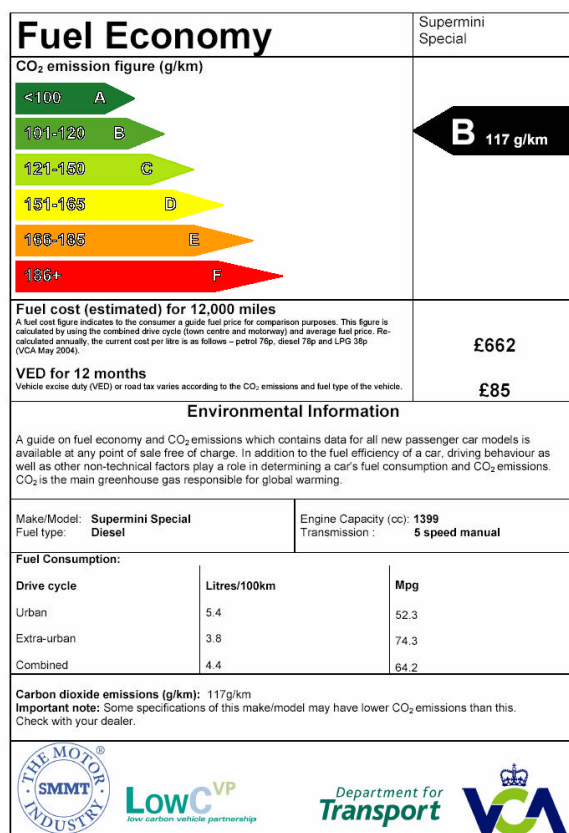 Fuel Economy
Supermini
Special
CO₂ emission figure (g/km)
<100 A
101-120 B
B 117 g/km
121-150 C
151-165 D
166-185 E
186+ F
Fuel cost (estimated) for 12,000 miles
A fuel cost figure indicates to the consumer a guide fuel price for comparison purposes. This figure is
calculated by using the combined drive cycle (town centre and motorway) and average fuel price. Re-
calculated annually, the current cost per litre is as follows – petrol 76p, diesel 78p and LPG 38p
(VCA May 2004).
£662
VED for 12 months
Vehicle excise duty (VED) or road tax varies according to the CO₂ emissions and fuel type of the vehicle.
£85
Environmental Information
A guide on fuel economy and CO₂ emissions which contains data for all new passenger car models is
available at any point of sale free of charge. In addition to the fuel efficiency of a car, driving behaviour as
well as other non-technical factors play a role in determining a car's fuel consumption and CO₂ emissions.
CO₂ is the main greenhouse gas responsible for global warming.
Make/Model: Supermini Special
Fuel type: Diesel
Engine Capacity (cc): 1399
Transmission : 5 speed manual
Fuel Consumption:
Drive cycle Litres/100km Mpg
Urban 5.4 52.3
Extra-urban 3.8 74.3
Combined 4.4 64.2
Carbon dioxide emissions (g/km): 117g/km
Important note: Some specifications of this make/model may have lower CO₂ emissions than this.
Check with your dealer.
THE MOTOR INDUSTRY
SMMT
®
LowCVP
low carbon vehicle partnership
Department for
Transport
VCA